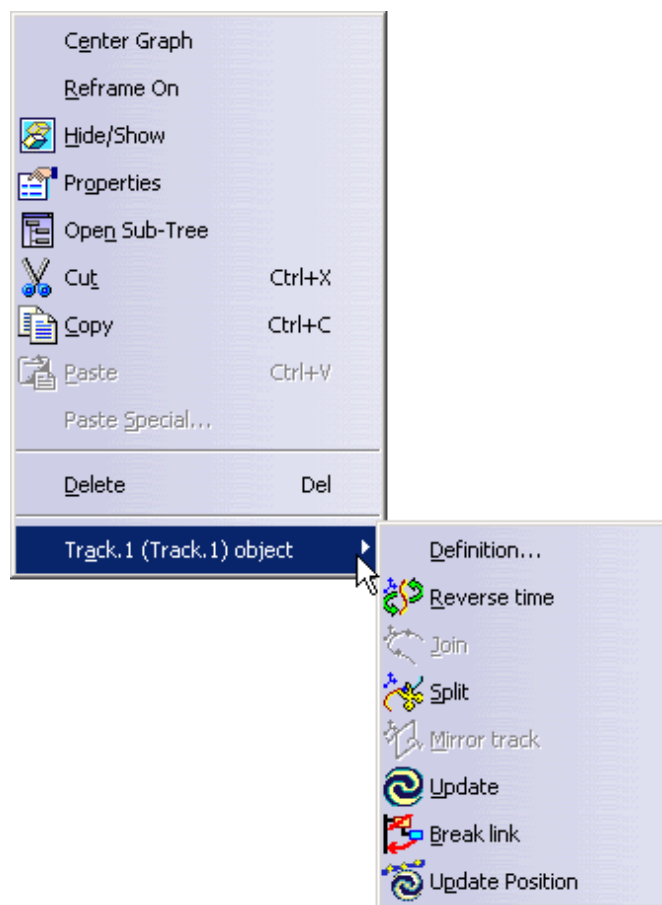 Center Graph
Reframe On
Hide/Show
Properties
Open Sub-Tree
Cut Ctrl+X
Copy Ctrl+C
Paste Ctrl+V
Paste Special...
Delete Del
Track.1 (Track.1) object
Definition...
Reverse time
Join
Split
Mirror track
Update
Break link
Update Position